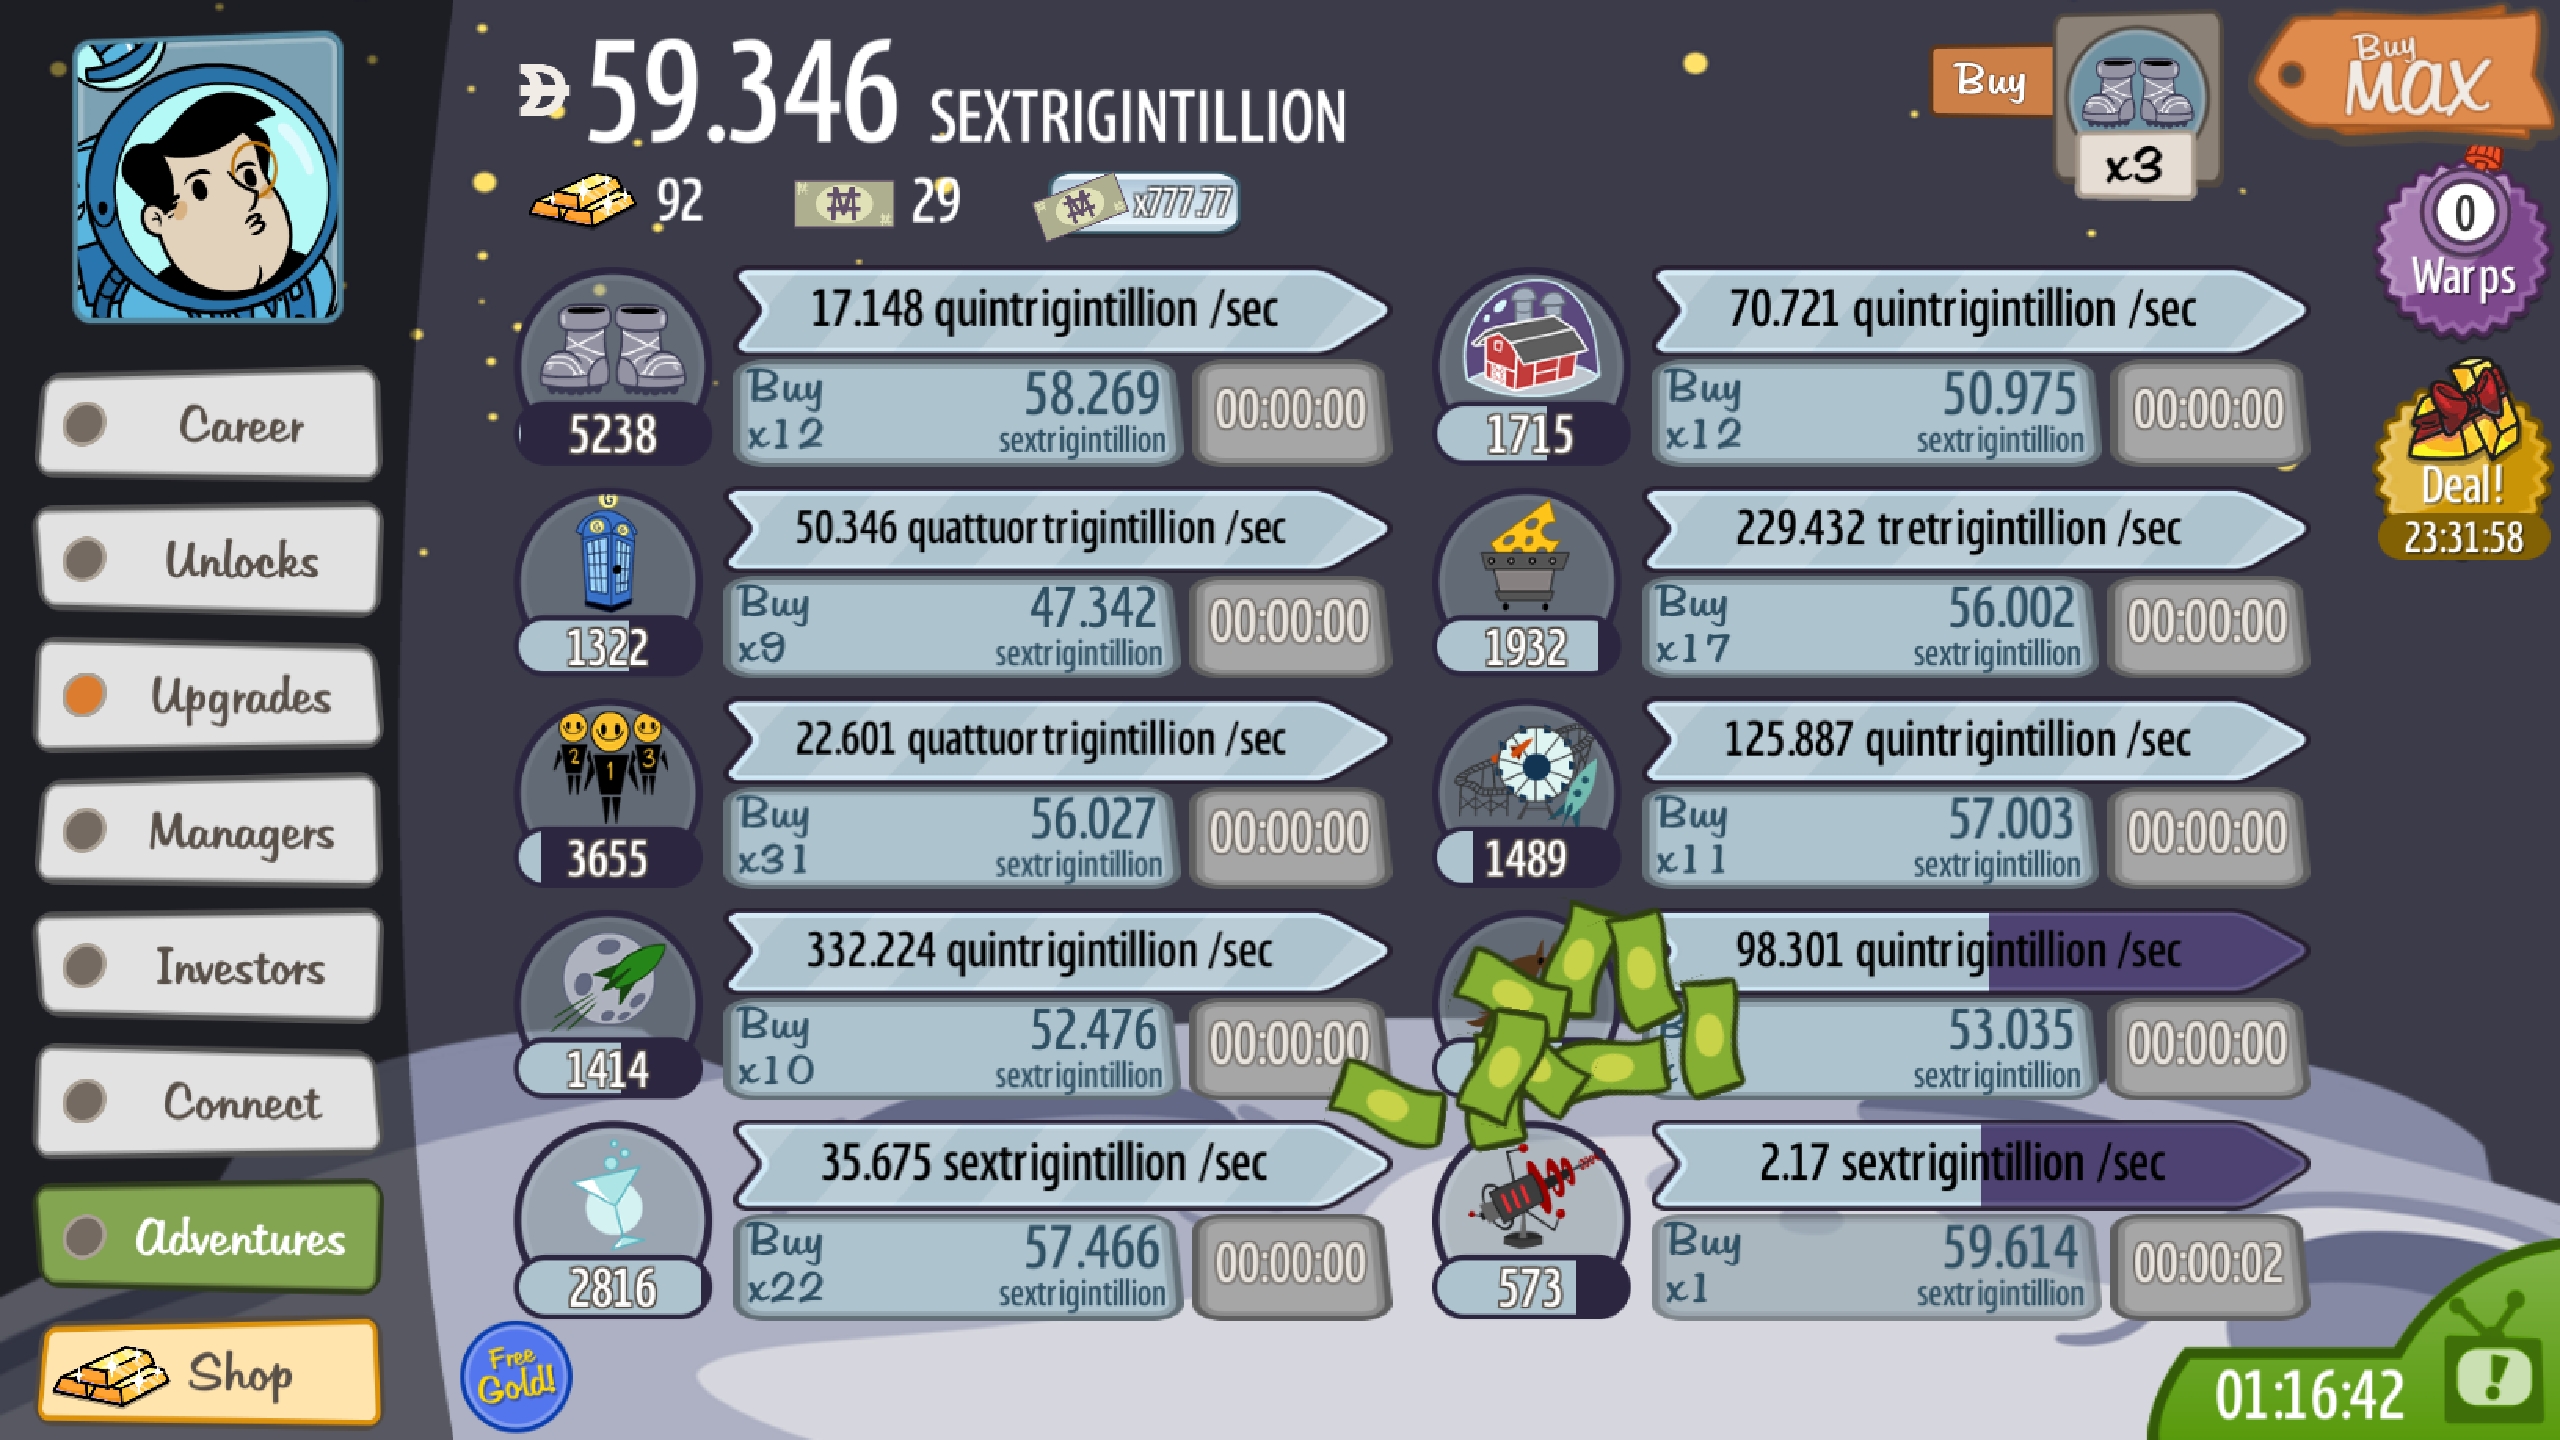 59.346 SEXTRIGINTILLION
Buy
x3
Buy
MAX
92
29
x777.77
0
Warps
Deal!
23:31:58
Career
Unlocks
Upgrades
Managers
Investors
Connect
Adventures
Shop
17.148 quintrigintillion /sec
5238
Buy
x12
58.269
sextrigintillion
00:00:00
70.721 quintrigintillion /sec
1715
Buy
x12
50.975
sextrigintillion
00:00:00
50.346 quattuortrigintillion /sec
1322
Buy
x9
47.342
sextrigintillion
00:00:00
229.432 tretrigintillion /sec
1932
Buy
x17
56.002
sextrigintillion
00:00:00
22.601 quattuortrigintillion /sec
2
1
3
3655
Buy
x31
56.027
sextrigintillion
00:00:00
125.887 quintrigintillion /sec
1489
Buy
x11
57.003
sextrigintillion
00:00:00
332.224 quintrigintillion /sec
1414
Buy
x10
52.476
sextrigintillion
00:00:00
98.301 quintrigintillion /sec
53.035
sextrigintillion
00:00:00
35.675 sextrigintillion /sec
2816
Buy
x22
57.466
sextrigintillion
00:00:00
2.17 sextrigintillion /sec
573
Buy
x1
59.614
sextrigintillion
00:00:02
Free
Gold!
01:16:42